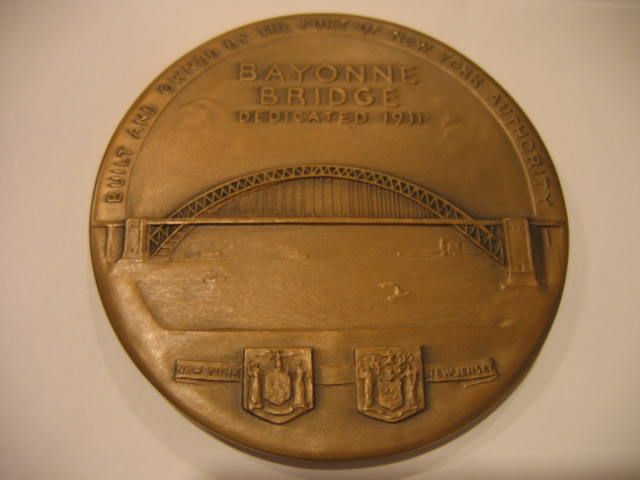 BUILT AND OWNED BY THE PORT OF NEW YORK AUTHORITY
BAYONNE
BRIDGE
DEDICATED 1931
NEW YORK
NEW JERSEY